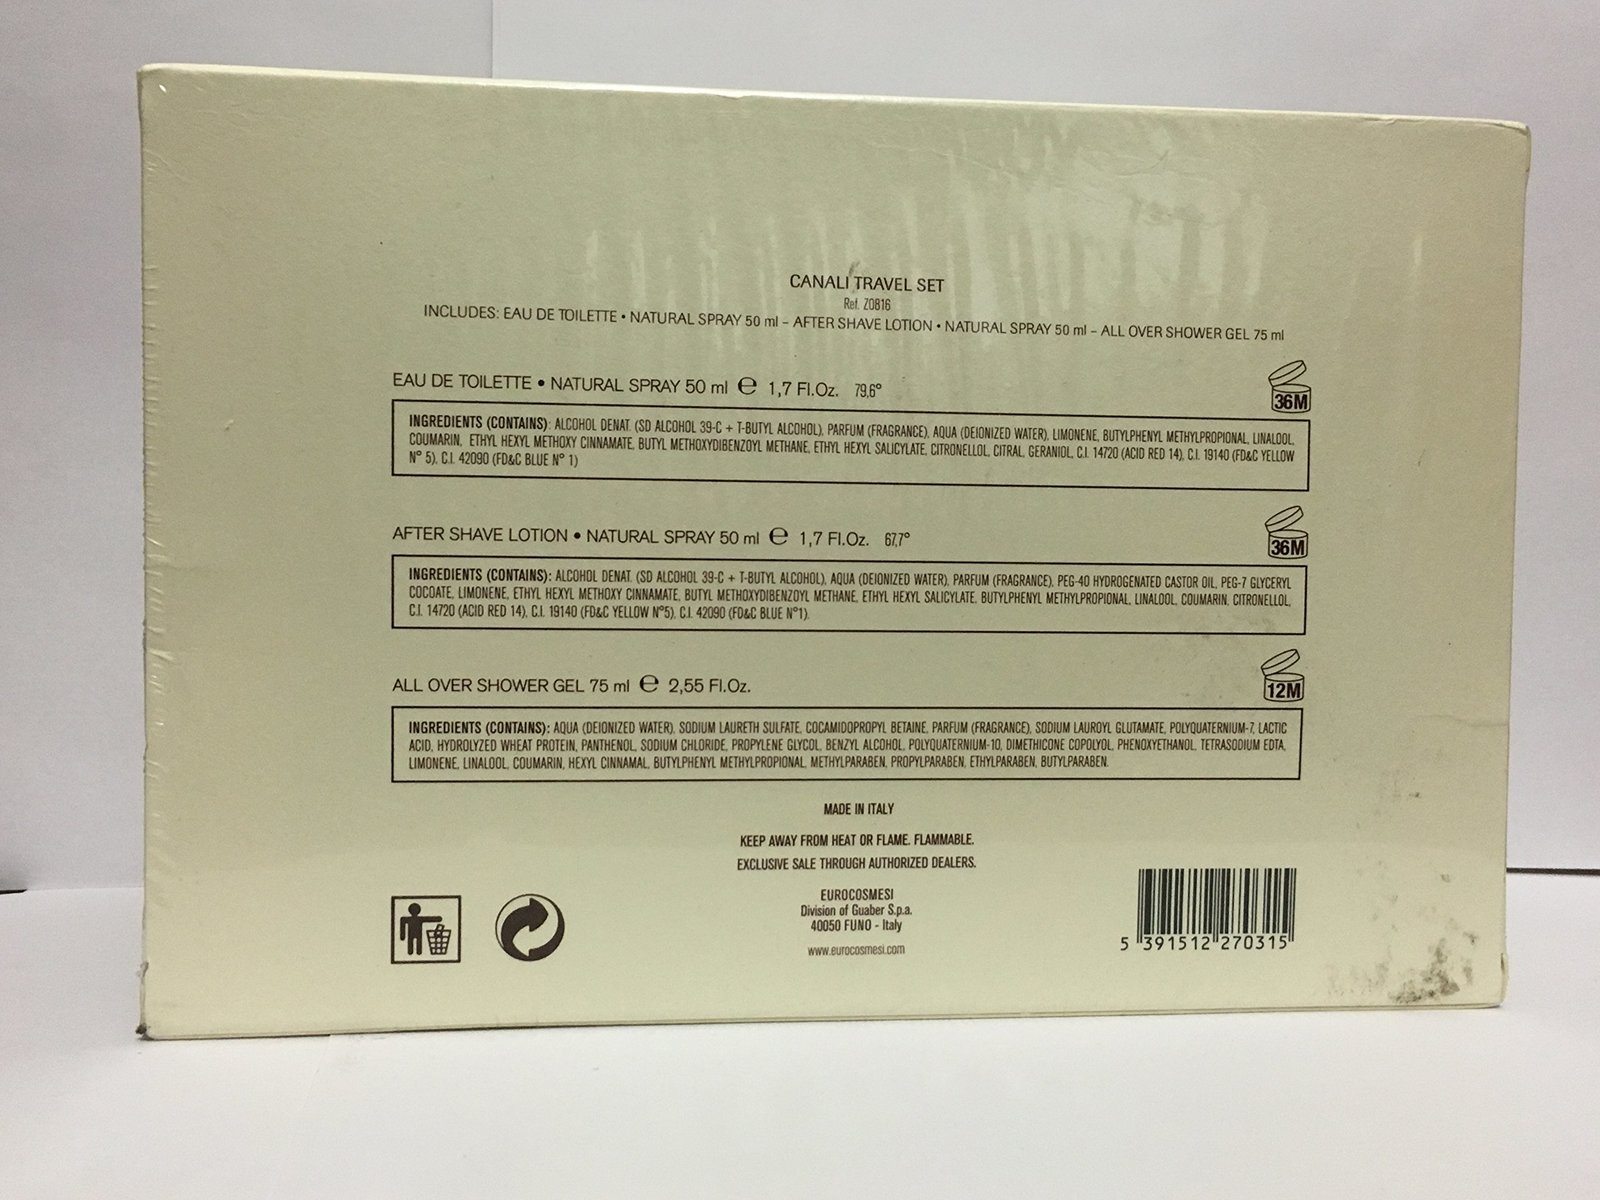 CANALI TRAVEL SET
Ref. Z0816
INCLUDES: EAU DE TOILETTE • NATURAL SPRAY 50 ml – AFTER SHAVE LOTION • NATURAL SPRAY 50 ml – ALL OVER SHOWER GEL 75 ml
EAU DE TOILETTE • NATURAL SPRAY 50 ml ℮ 1,7 Fl.Oz. 79,6°
36M
INGREDIENTS (CONTAINS): ALCOHOL DENAT. (SD ALCOHOL 39-C + T-BUTYL ALCOHOL), PARFUM (FRAGRANCE), AQUA (DEIONIZED WATER), LIMONENE, BUTYLPHENYL METHYLPROPIONAL, LINALOOL,
COUMARIN, ETHYL HEXYL METHOXY CINNAMATE, BUTYL METHOXYDIBENZOYL METHANE, ETHYL HEXYL SALICYLATE, CITRONELLOL, CITRAL, GERANIOL, C.I. 14720 (ACID RED 14), C.I. 19140 (FD&C YELLOW
N° 5), C.I. 42090 (FD&C BLUE N° 1)
AFTER SHAVE LOTION • NATURAL SPRAY 50 ml ℮ 1,7 Fl.Oz. 67,7°
36M
INGREDIENTS (CONTAINS): ALCOHOL DENAT. (SD ALCOHOL 39-C + T-BUTYL ALCOHOL), AQUA (DEIONIZED WATER), PARFUM (FRAGRANCE), PEG-40 HYDROGENATED CASTOR OIL, PEG-7 GLYCERYL
COCOATE, LIMONENE, ETHYL HEXYL METHOXY CINNAMATE, BUTYL METHOXYDIBENZOYL METHANE, ETHYL HEXYL SALICYLATE, BUTYLPHENYL METHYLPROPIONAL, LINALOOL, COUMARIN, CITRONELLOL,
C.I. 14720 (ACID RED 14), C.I. 19140 (FD&C YELLOW N°5), C.I. 42090 (FD&C BLUE N°1).
ALL OVER SHOWER GEL 75 ml ℮ 2,55 Fl.Oz.
12M
INGREDIENTS (CONTAINS): AQUA (DEIONIZED WATER), SODIUM LAURETH SULFATE, COCAMIDOPROPYL BETAINE, PARFUM (FRAGRANCE), SODIUM LAUROYL GLUTAMATE, POLYQUATERNIUM-7, LACTIC
ACID, HYDROLYZED WHEAT PROTEIN, PANTHENOL, SODIUM CHLORIDE, PROPYLENE GLYCOL, BENZYL ALCOHOL, POLYQUATERNIUM-10, DIMETHICONE COPOLYOL, PHENOXYETHANOL, TETRASODIUM EDTA,
LIMONENE, LINALOOL, COUMARIN, HEXYL CINNAMAL, BUTYLPHENYL METHYLPROPIONAL, METHYLPARABEN, PROPYLPARABEN, ETHYLPARABEN, BUTYLPARABEN.
MADE IN ITALY
KEEP AWAY FROM HEAT OR FLAME. FLAMMABLE.
EXCLUSIVE SALE THROUGH AUTHORIZED DEALERS.
EUROCOSMESI
Division of Guaber S.p.a.
40050 FUNO - Italy
www.eurocosmesi.com
5 391512 270315